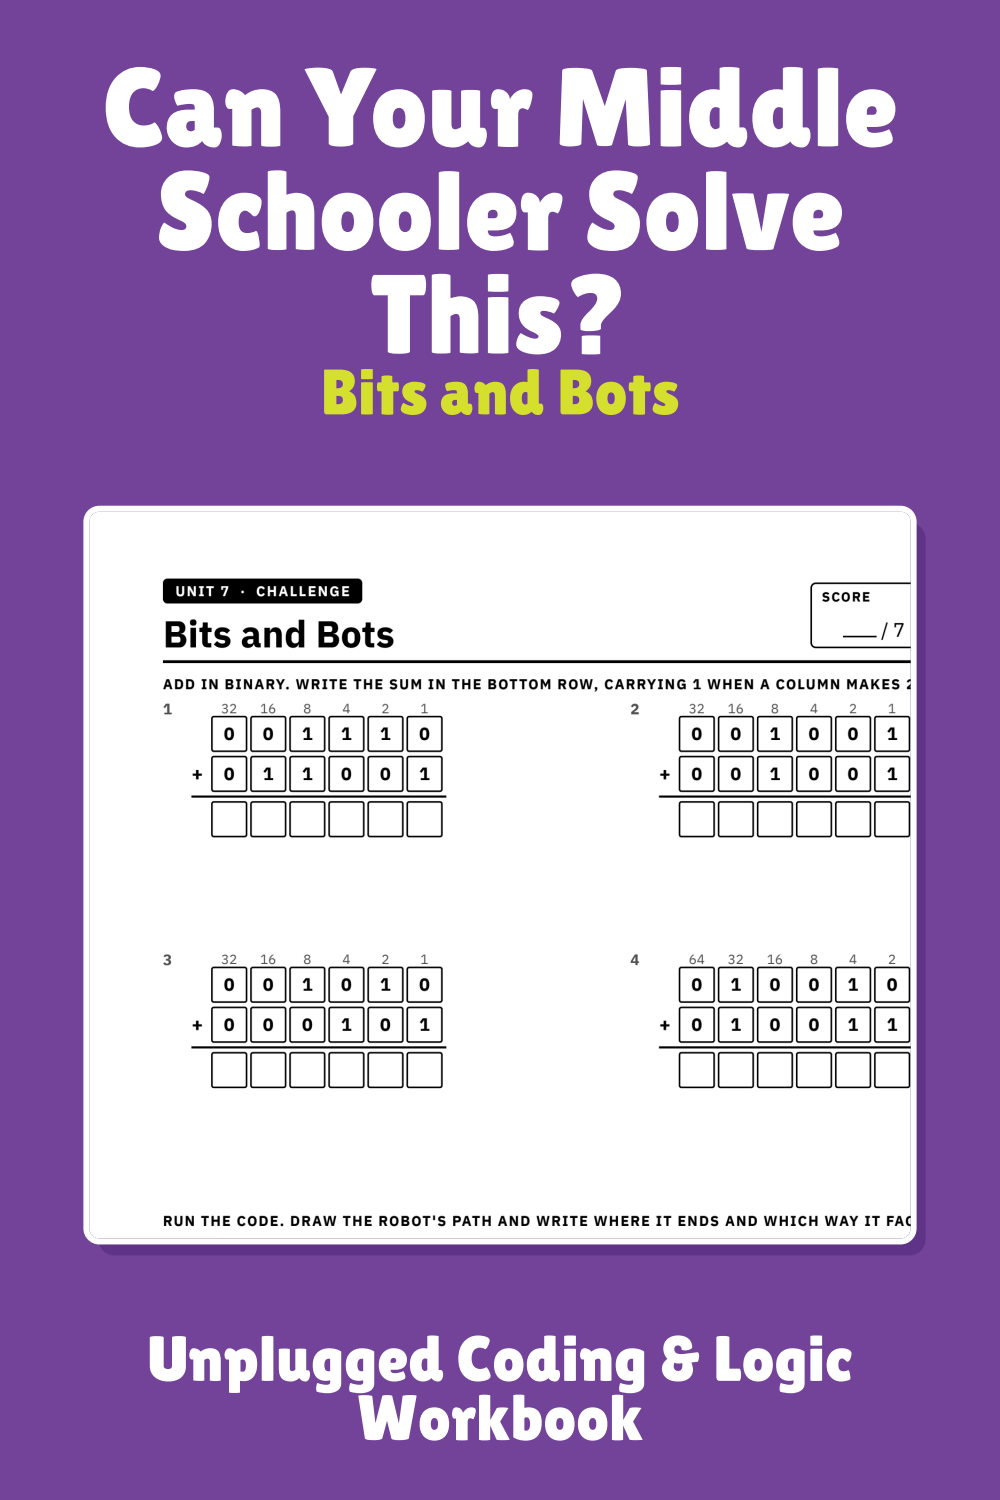 Can Your Middle
Schooler Solve
This?
Bits and Bots
UNIT 7 · CHALLENGE
SCORE
Bits and Bots
/ 7
ADD IN BINARY. WRITE THE SUM IN THE BOTTOM ROW, CARRYING 1 WHEN A COLUMN MAKES 2
1 32 16 8 4 2 1
0 0 1 1 1 0
+ 0 1 1 0 0 1
2 32 16 8 4 2 1
0 0 1 0 0 1
+ 0 0 1 0 0 1
3 32 16 8 4 2 1
0 0 1 0 1 0
+ 0 0 0 1 0 1
4 64 32 16 8 4 2
0 1 0 0 1 0
+ 0 1 0 0 1 1
RUN THE CODE. DRAW THE ROBOT'S PATH AND WRITE WHERE IT ENDS AND WHICH WAY IT
Unplugged Coding & Logic
Workbook